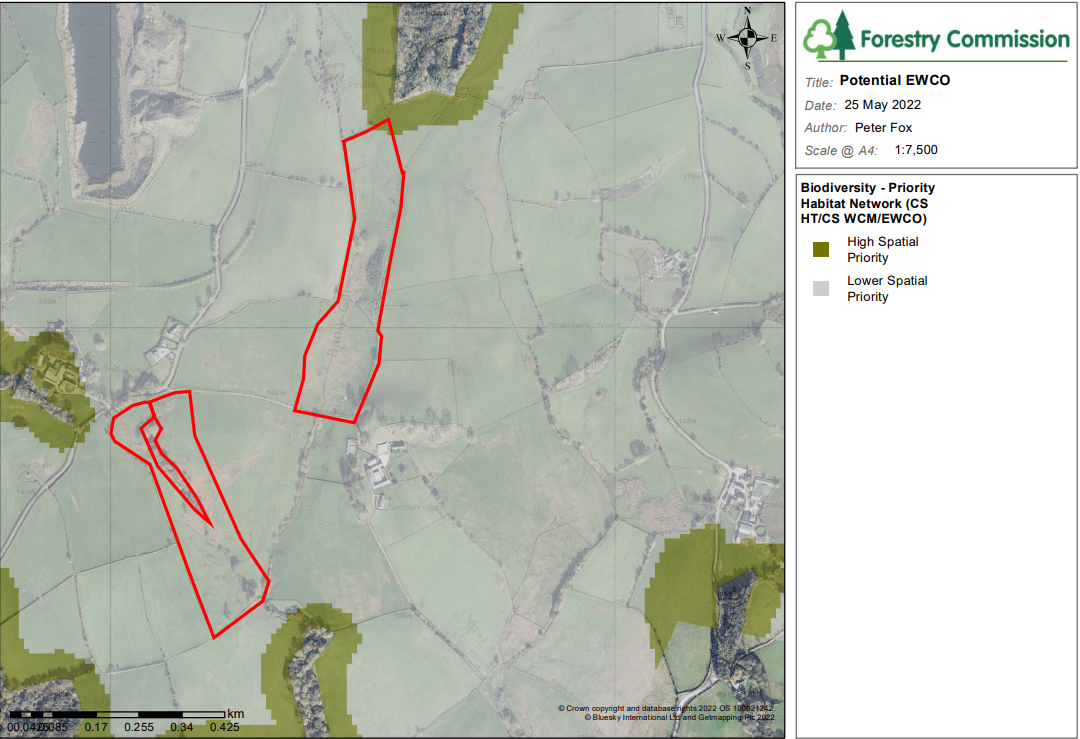 N
W
E
S
Forestry Commission
Title: Potential EWCO
Date: 25 May 2022
Author: Peter Fox
Scale @ A4: 1:7,500
Biodiversity - Priority
Habitat Network (CS
HT/CS WCM/EWCO)
High Spatial
Priority
Lower Spatial
Priority
km
0.17 0.255 0.34 0.425
© Crown copyright and database rights 2022 OS 100021242.
© Bluesky International Ltd and Getmapping Plc 2022